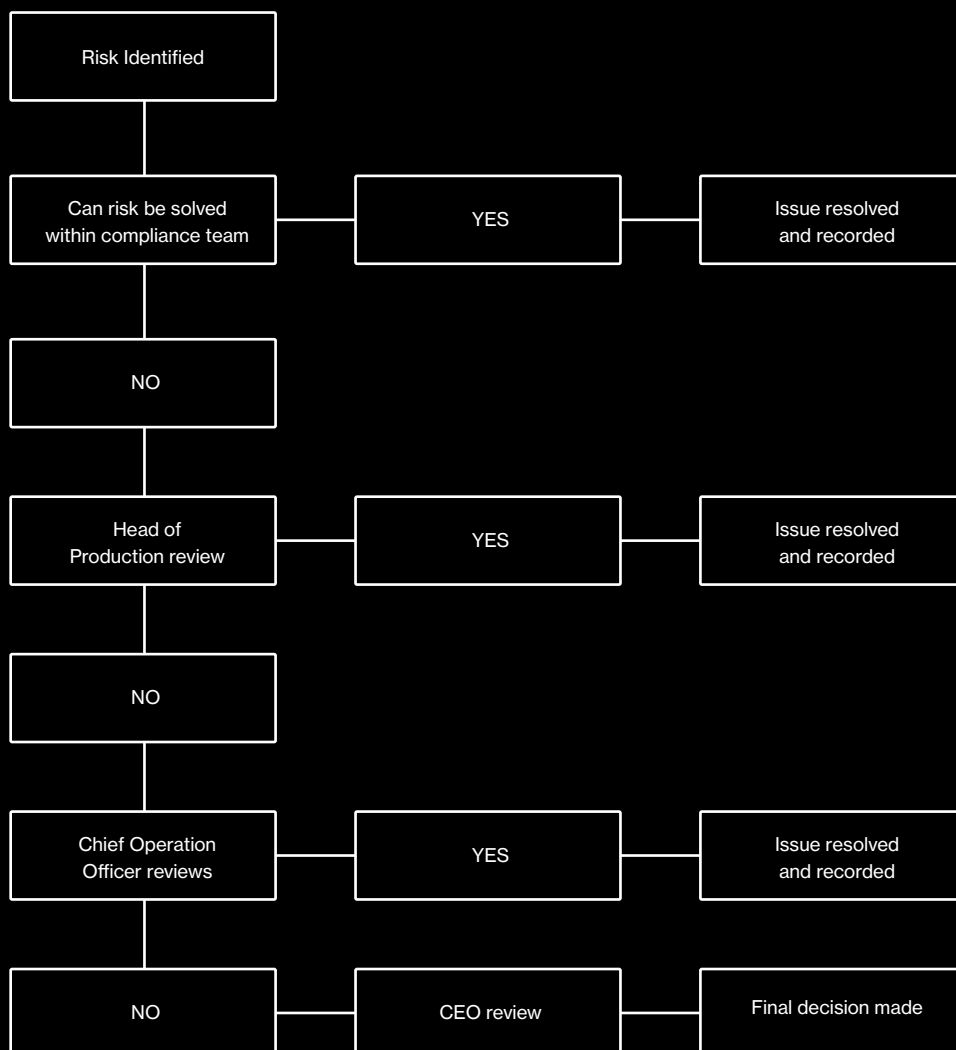 Risk Identified
Can risk be solved
within compliance team
YES
Issue resolved
and recorded
NO
Head of
Production review
YES
Issue resolved
and recorded
NO
Chief Operation
Officer reviews
YES
Issue resolved
and recorded
NO
CEO review
Final decision made